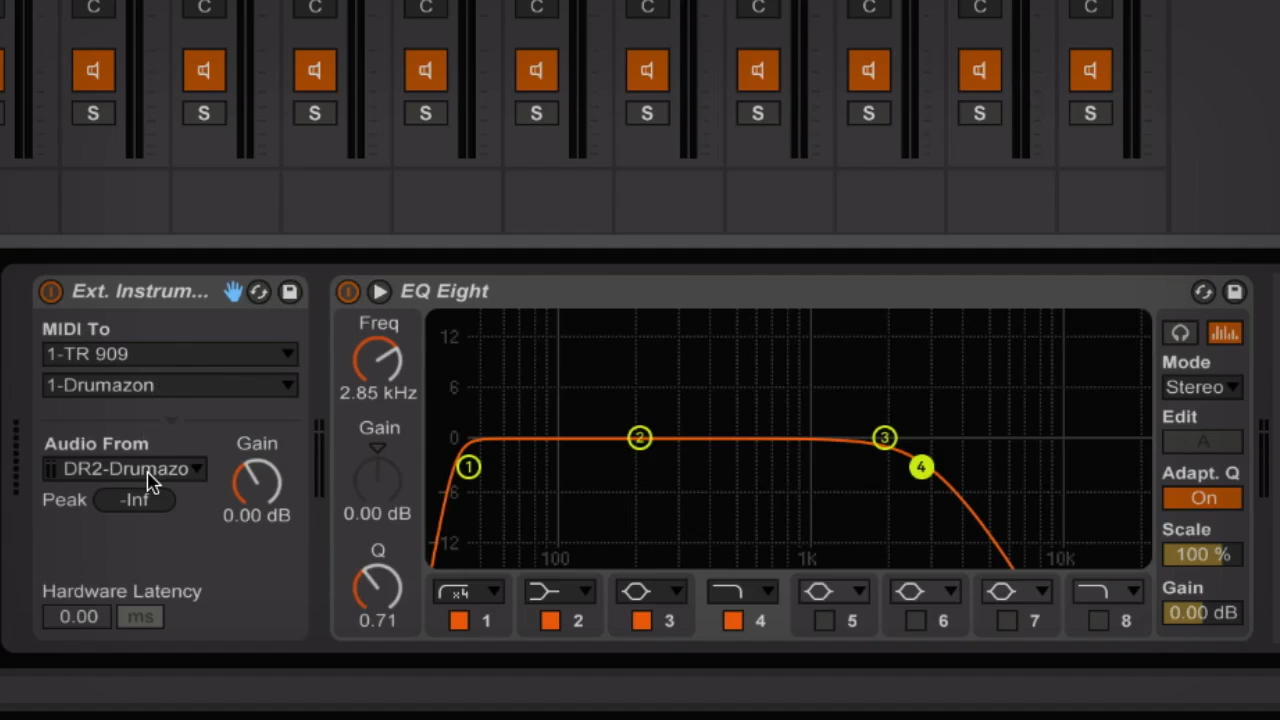 C C C C C C C C C C
S S S S S S S S S S
Ext. Instrum...
MIDI To
1-TR 909
1-Drumazon
Audio From
DR2-Drumazo
Peak -Inf
Gain
0.00 dB
Hardware Latency
0.00 ms
EQ Eight
Freq
2.85 kHz
Gain
0.00 dB
Q
0.71
12
6
0
-6
-12
100 1k 10k
1 2 3 4
x4
1 2 3 4 5 6 7 8
Mode
Stereo
Edit
A
Adapt. Q
On
Scale
100 %
Gain
0.00 dB